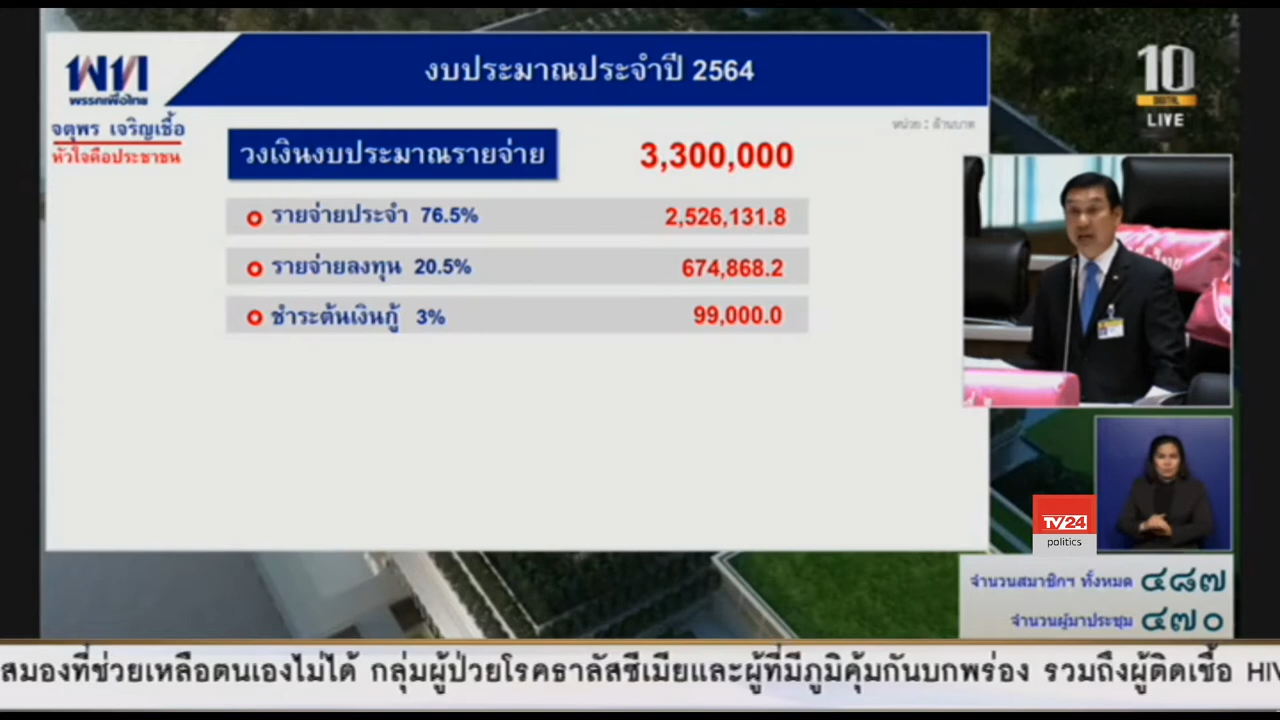 พท
พรรคเพื่อไทย
จตุพร เจริญเชื้อ
หัวใจคือประชาชน
งบประมาณประจำปี 2564
หน่วย : ล้านบาท
วงเงินงบประมาณรายจ่าย 3,300,000
รายจ่ายประจำ 76.5% 2,526,131.8
รายจ่ายลงทุน 20.5% 674,868.2
ชำระต้นเงินกู้ 3% 99,000.0
10
DIGITAL
LIVE
TV24
politics
จำนวนสมาชิกฯ ทั้งหมด ๔๘๗
จำนวนผู้มาประชุม ๔๗๐
สมองที่ช่วยเหลือตนเองไม่ได้ กลุ่มผู้ป่วยโรคธาลัสซีเมียและผู้ที่มีภูมิคุ้มกันบกพร่อง รวมถึงผู้ติดเชื้อ HIV